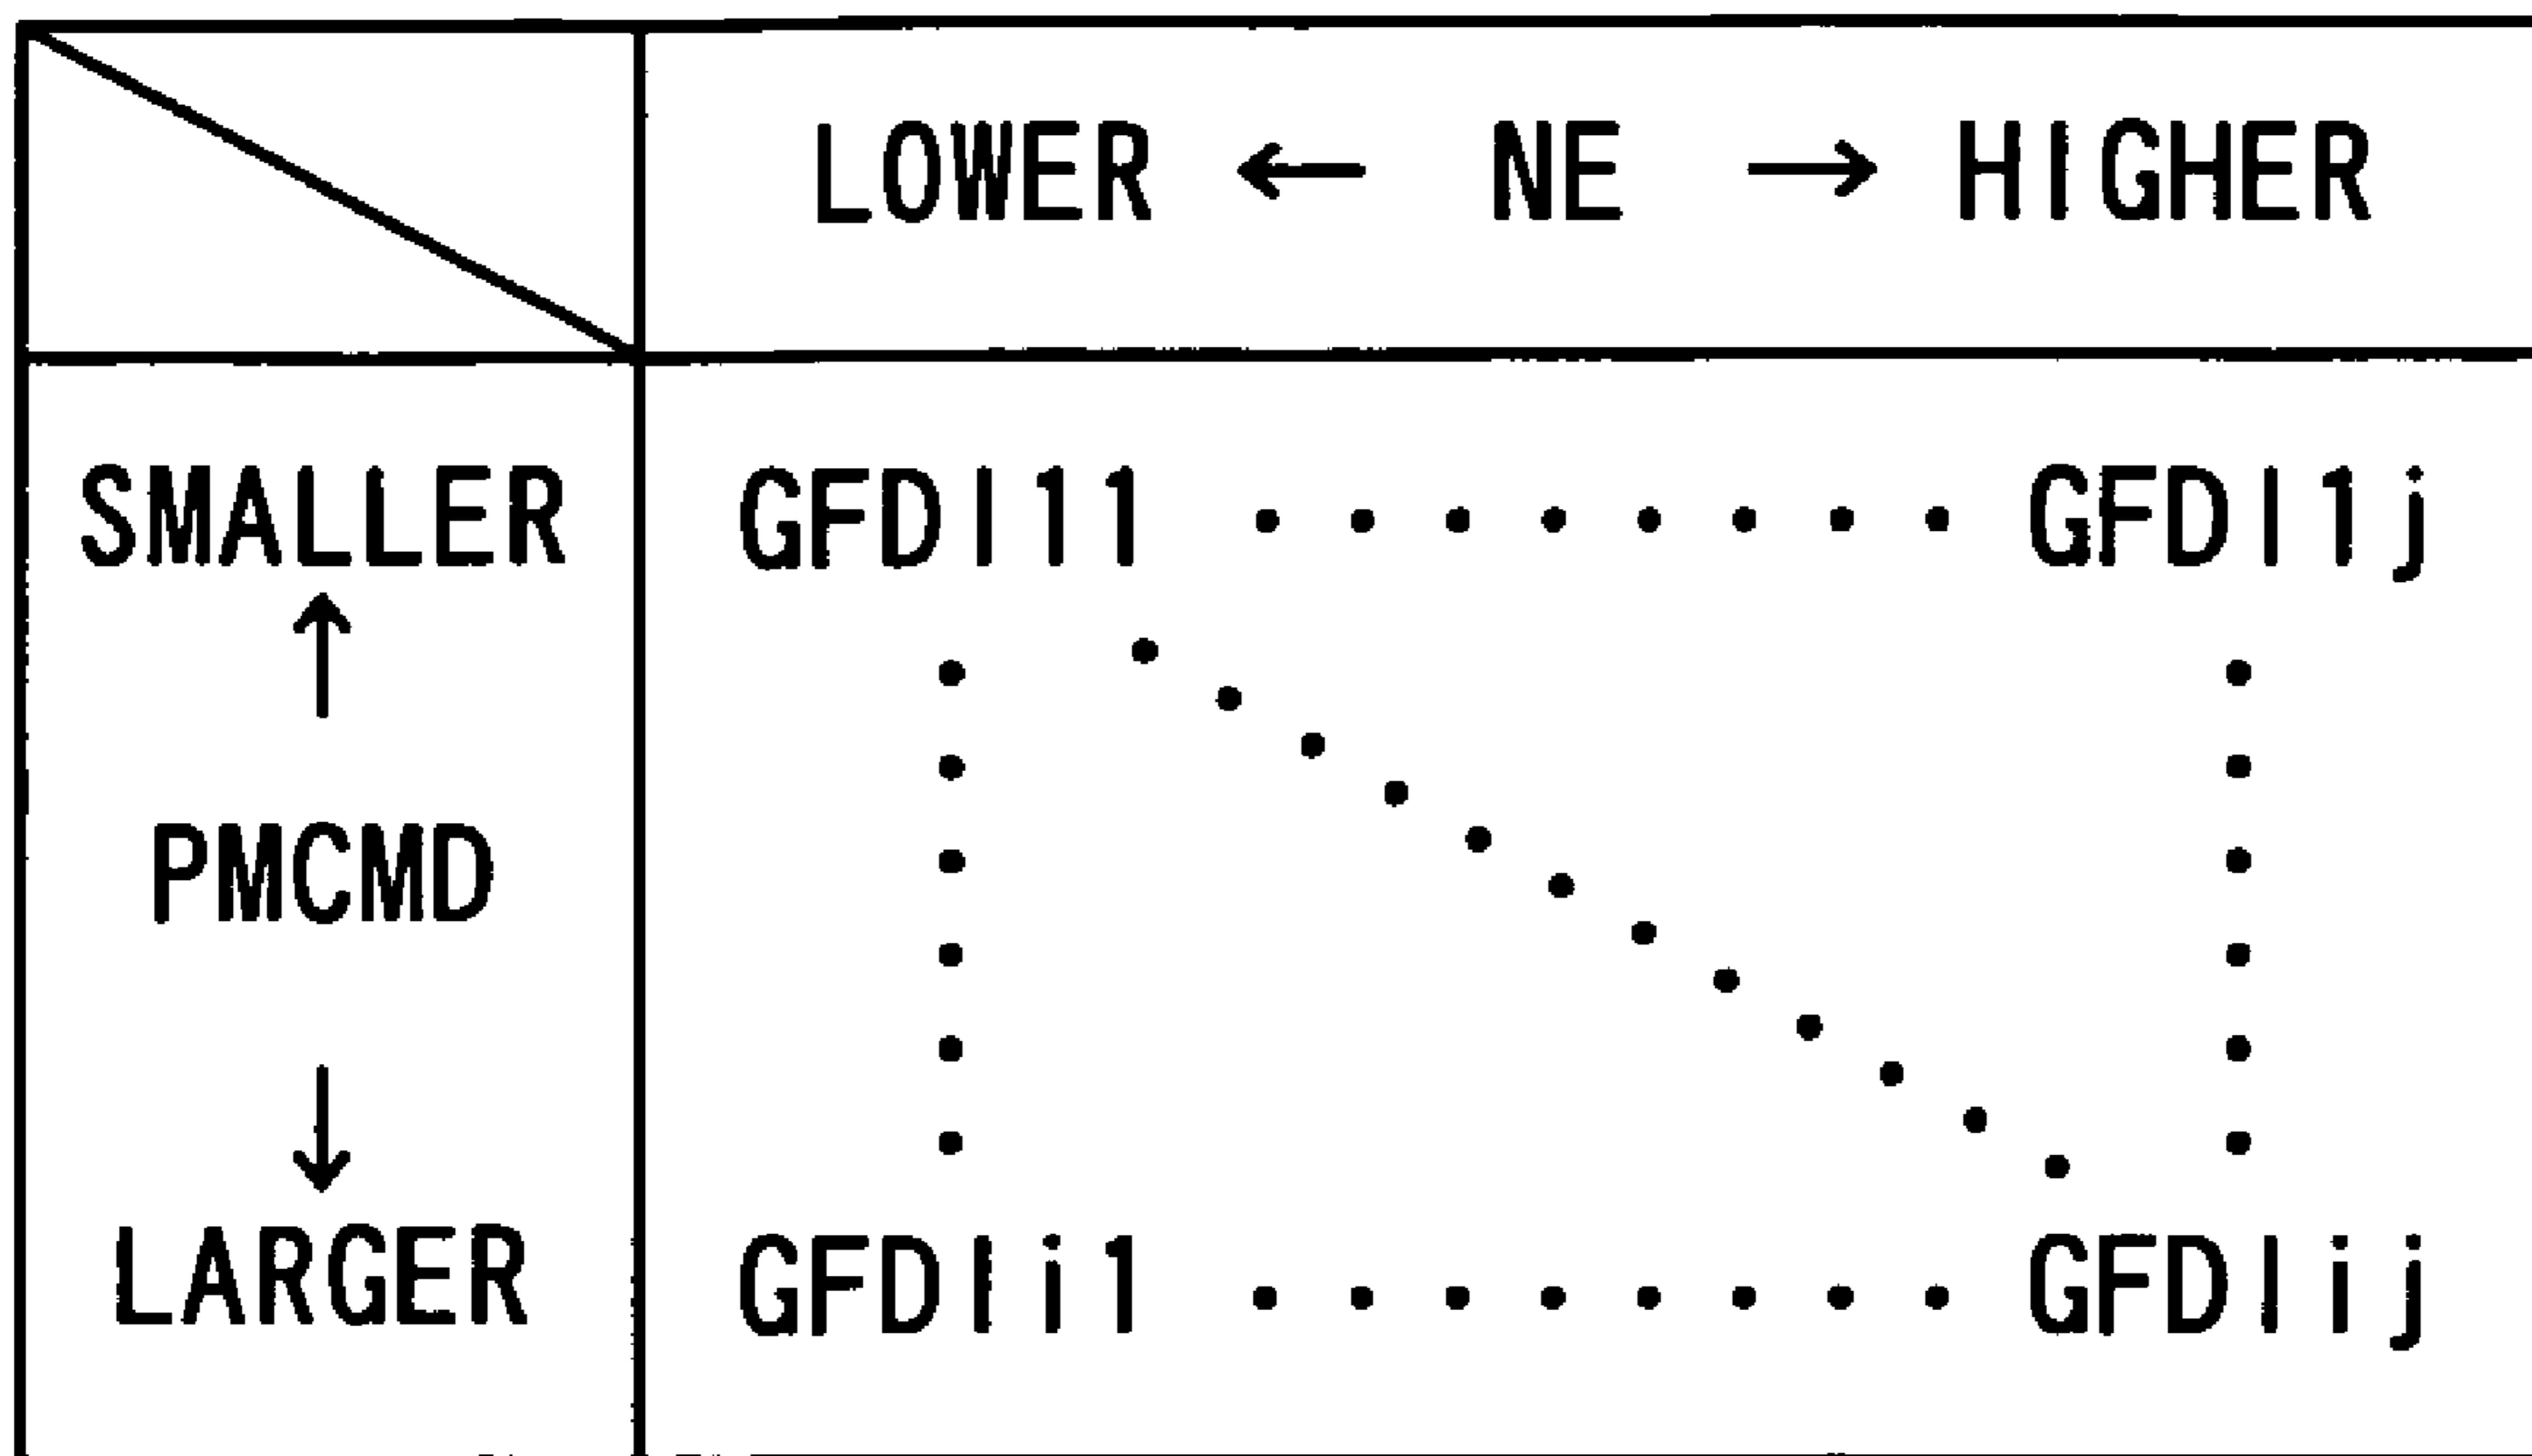 LOWER ← NE → HIGHER
SMALLER GFDI11 ········ GFDI1j
↑
PMCMD
↓
LARGER GFDIi1 ········ GFDIij